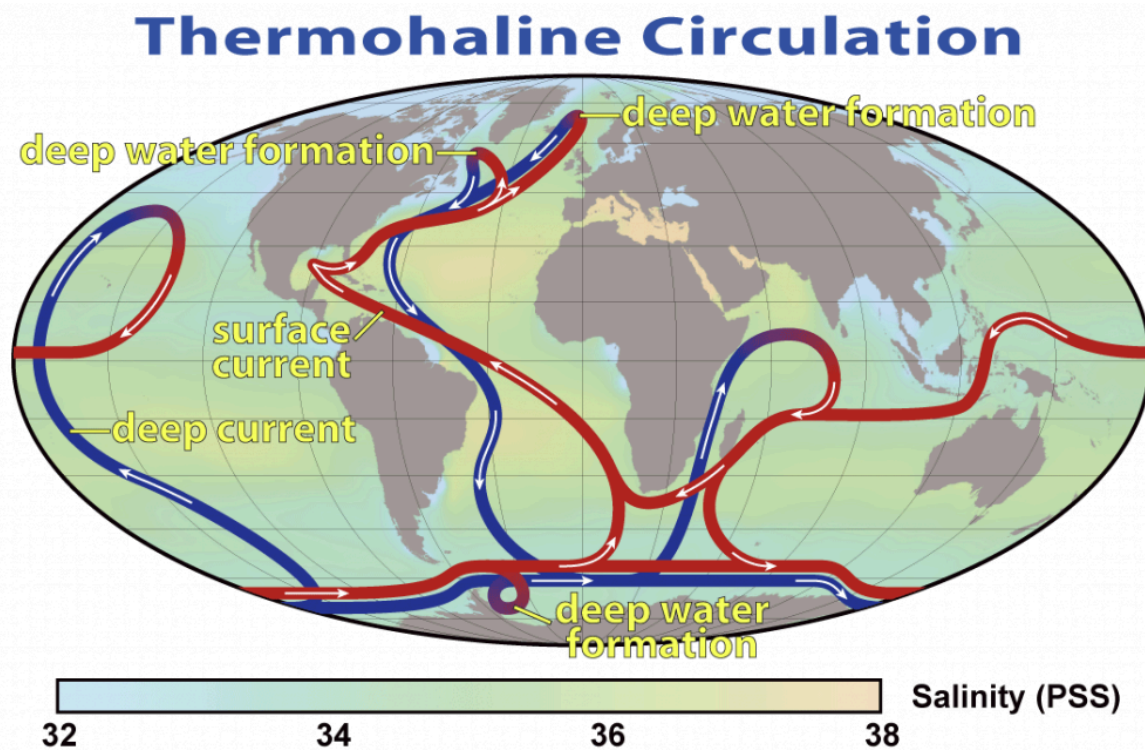 Thermohaline Circulation
deep water formation
deep water formation
surface
current
deep current
deep water
formation
Salinity (PSS)
32 34 36 38